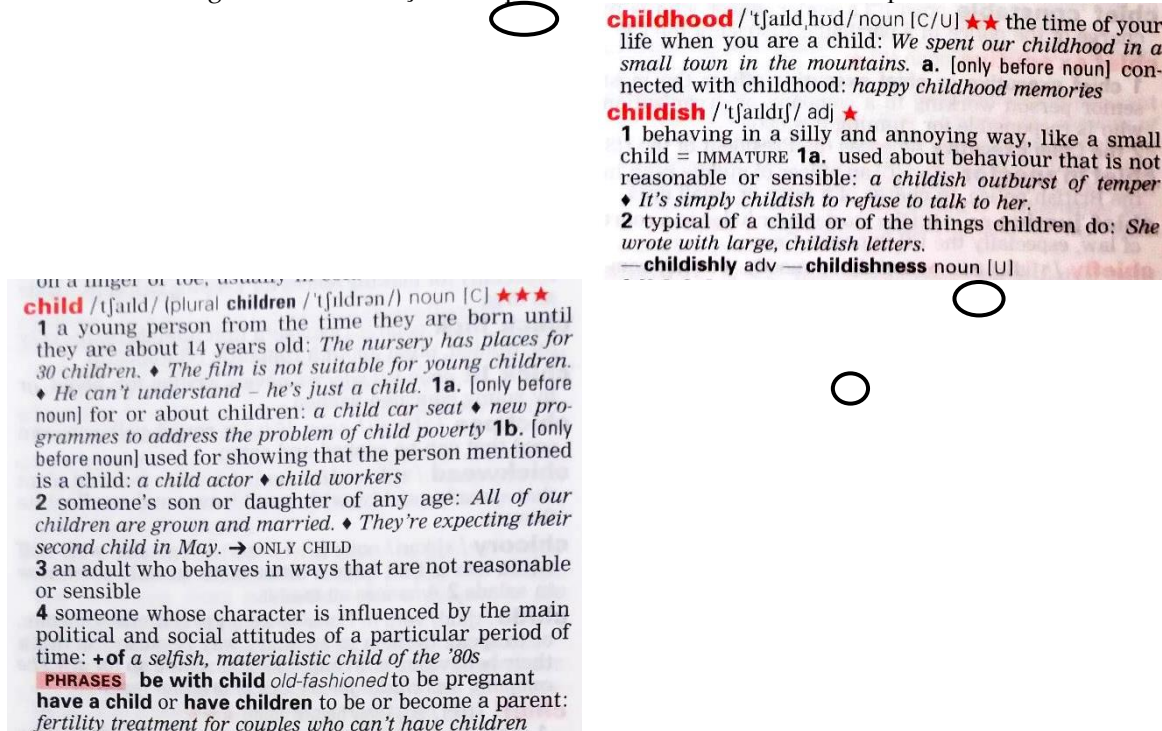 childhood /ˈtʃaɪldˌhʊd/ noun [C/U] ★★ the time of your
life when you are a child: We spent our childhood in a
small town in the mountains. a. [only before noun] con-
nected with childhood: happy childhood memories
childish /ˈtʃaɪldɪʃ/ adj ★
1 behaving in a silly and annoying way, like a small
child = IMMATURE 1a. used about behaviour that is not
reasonable or sensible: a childish outburst of temper
♦ It's simply childish to refuse to talk to her.
2 typical of a child or of the things children do: She
wrote with large, childish letters.
—childishly adv —childishness noun [U]
child /tʃaɪld/ (plural children /ˈtʃɪldrən/) noun [C] ★★★
1 a young person from the time they are born until
they are about 14 years old: The nursery has places for
30 children. ♦ The film is not suitable for young children.
♦ He can't understand – he's just a child. 1a. [only before
noun] for or about children: a child car seat ♦ new pro-
grammes to address the problem of child poverty 1b. [only
before noun] used for showing that the person mentioned
is a child: a child actor ♦ child workers
2 someone's son or daughter of any age: All of our
children are grown and married. ♦ They're expecting their
second child in May. → ONLY CHILD
3 an adult who behaves in ways that are not reasonable
or sensible
4 someone whose character is influenced by the main
political and social attitudes of a particular period of
time: +of a selfish, materialistic child of the '80s
PHRASES be with child old-fashioned to be pregnant
have a child or have children to be or become a parent:
fertility treatment for couples who can't have children